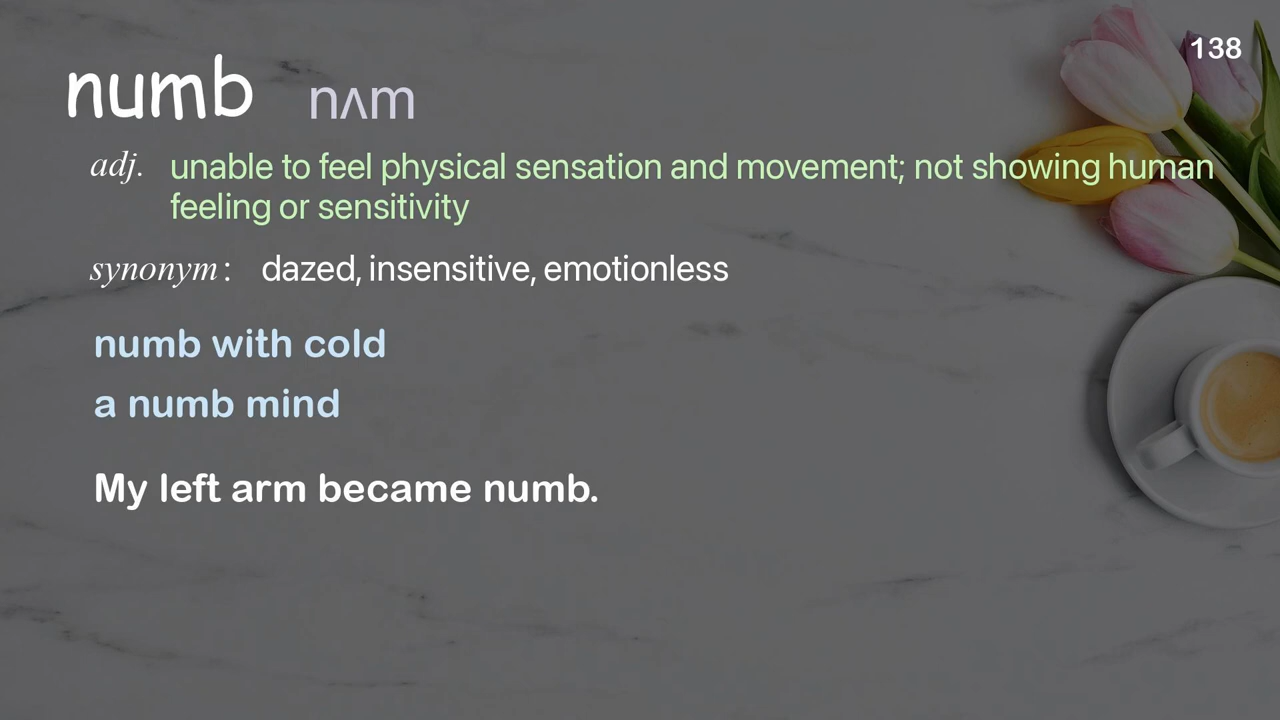 138
numb nʌm
adj. unable to feel physical sensation and movement; not showing human
feeling or sensitivity
synonym : dazed, insensitive, emotionless
numb with cold
a numb mind
My left arm became numb.